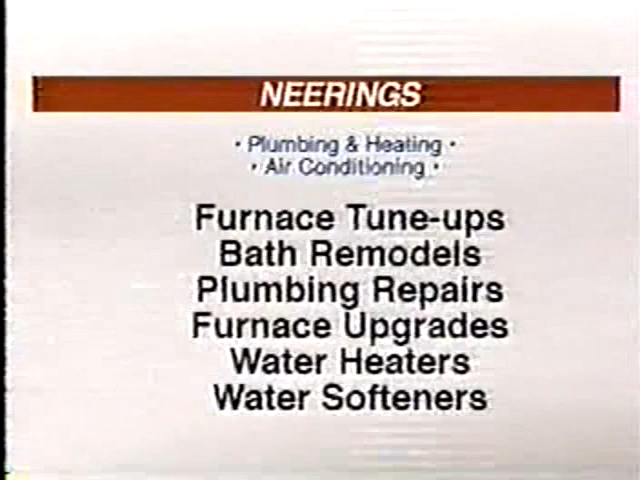 NEERINGS
· Plumbing & Heating ·
· Air Conditioning ·
Furnace Tune-ups
Bath Remodels
Plumbing Repairs
Furnace Upgrades
Water Heaters
Water Softeners